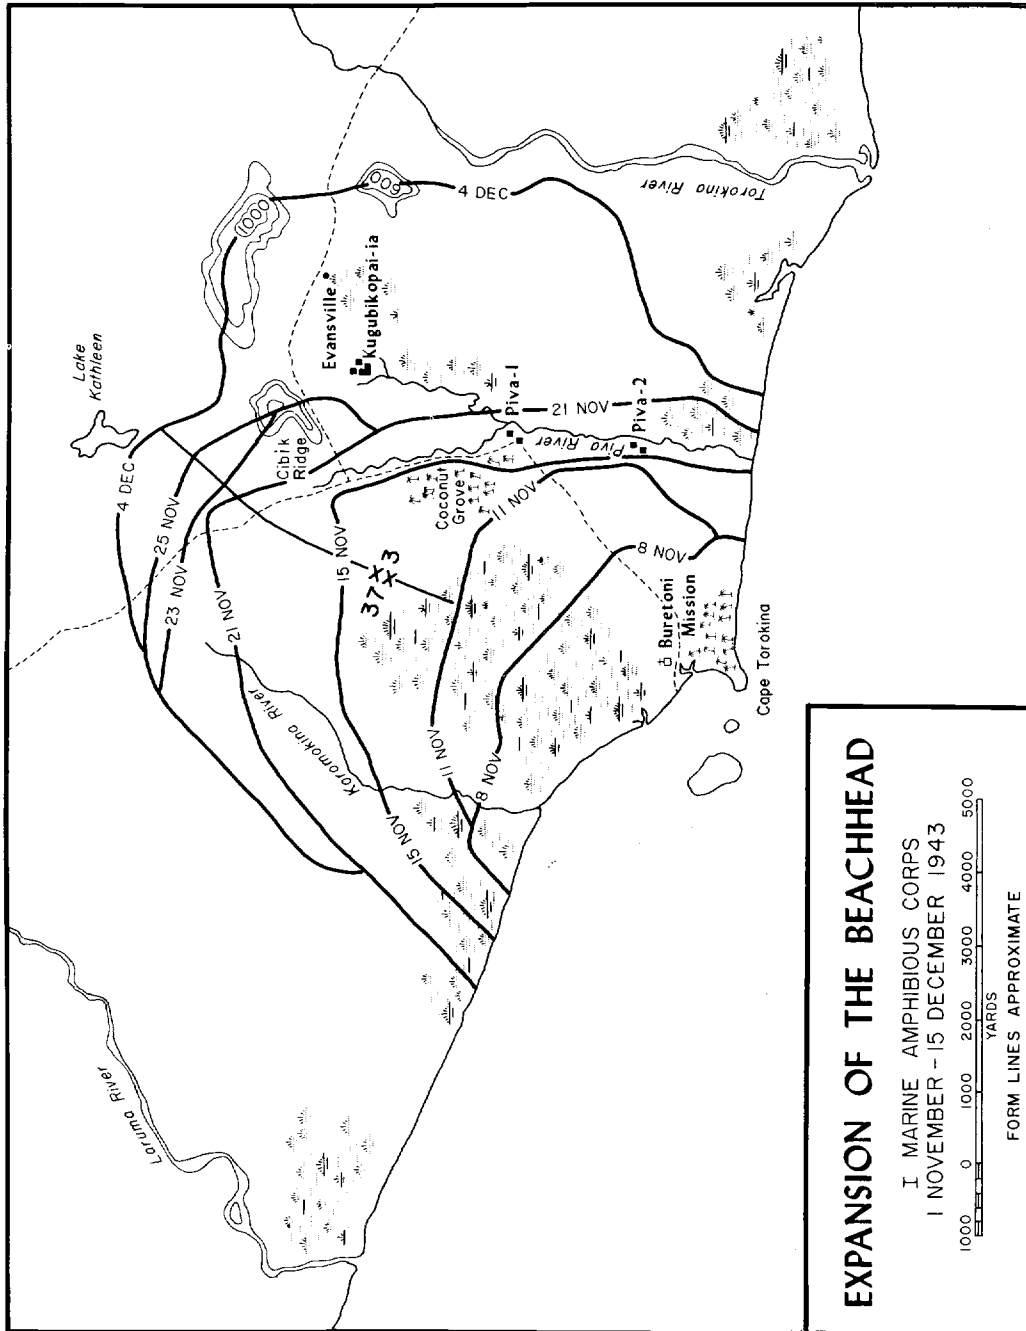 Laruma River
Koromokina River
Lake
Kathleen
4 DEC
25 NOV
23 NOV
21 NOV
15 NOV
37 XX 3
11 NOV
8 NOV
15 NOV
11 NOV
8 NOV
Cibik
Ridge
1000
600
4 DEC
Evansville
Kugubikopai-ia
Piva-1
21 NOV
Piva-2
Piva River
Coconut
Grove
Torokina River
Buretoni
Mission
Cape Torokina
EXPANSION OF THE BEACHHEAD
I MARINE AMPHIBIOUS CORPS
1 NOVEMBER - 15 DECEMBER 1943
1000 0 1000 2000 3000 4000 5000
YARDS
FORM LINES APPROXIMATE